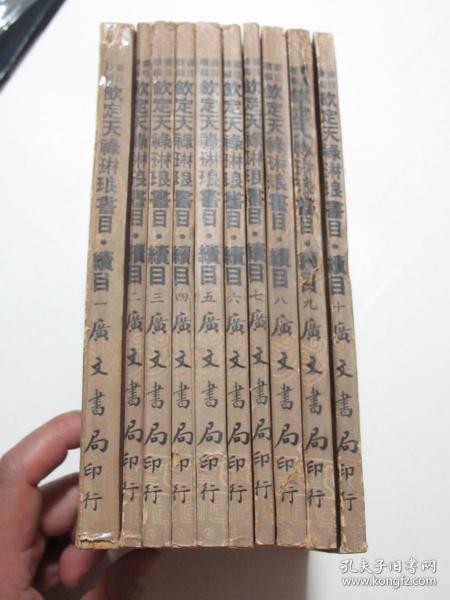 欽定天祿琳琅書目·續目 一 廣文書局印行
欽定天祿琳琅書目·續目 二 廣文書局印行
欽定天祿琳琅書目·續目 三 廣文書局印行
欽定天祿琳琅書目·續目 四 廣文書局印行
欽定天祿琳琅書目·續目 五 廣文書局印行
欽定天祿琳琅書目·續目 六 廣文書局印行
欽定天祿琳琅書目·續目 七 廣文書局印行
欽定天祿琳琅書目·續目 八 廣文書局印行
欽定天祿琳琅書目·續目 九 廣文書局印行
欽定天祿琳琅書目·續目 十 廣文書局印行
孔夫子旧书网
www.kongfz.com